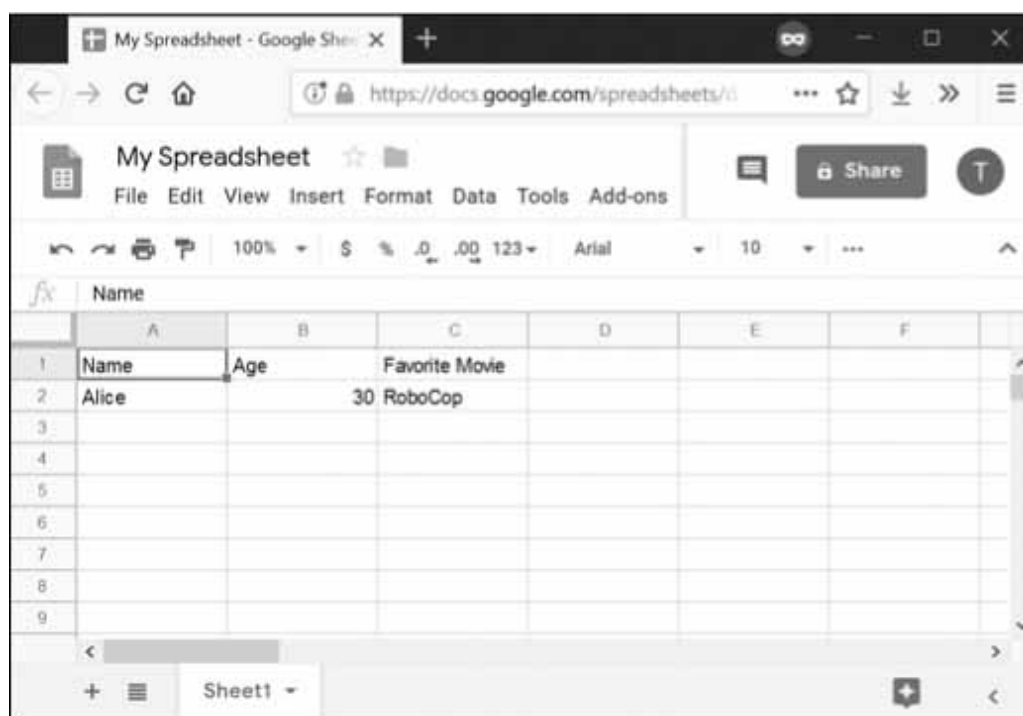 My Spreadsheet - Google Shee
https://docs.google.com/spreadsheets/d
My Spreadsheet
Share
T
File Edit View Insert Format Data Tools Add-ons
100% $ % .0 .00 123 Arial 10
fx Name
A B C D E F
1 Name Age Favorite Movie
2 Alice 30 RoboCop
3
4
5
6
7
8
9
Sheet1